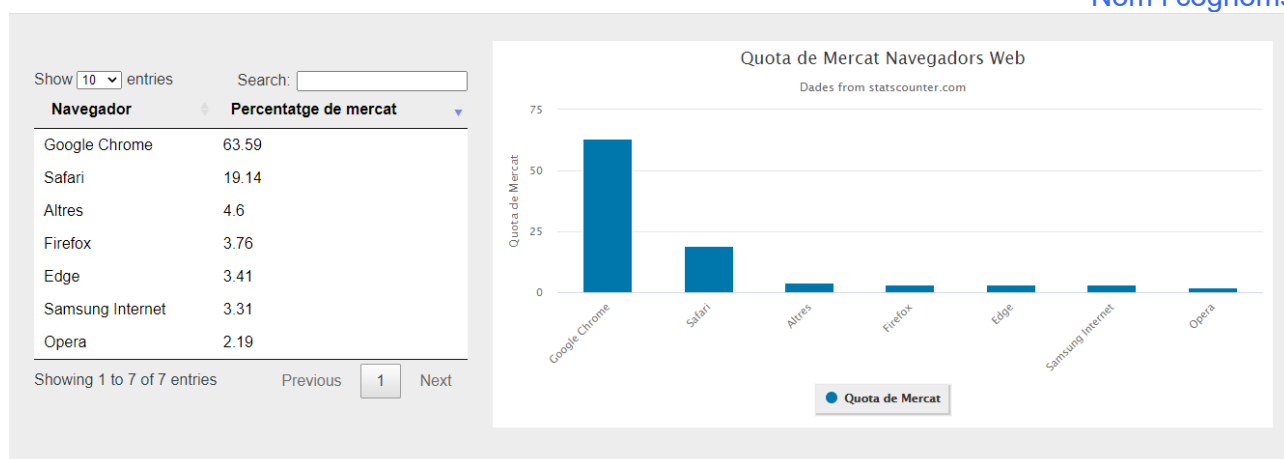 Nom i cognoms
Show 10 entries Search:
Navegador Percentatge de mercat
Google Chrome 63.59
Safari 19.14
Altres 4.6
Firefox 3.76
Edge 3.41
Samsung Internet 3.31
Opera 2.19
Showing 1 to 7 of 7 entries Previous 1 Next
Quota de Mercat Navegadors Web
Dades from statscounter.com
Quota de Mercat
75
50
25
0
Google Chrome
Safari
Altres
Firefox
Edge
Samsung Internet
Opera
Quota de Mercat